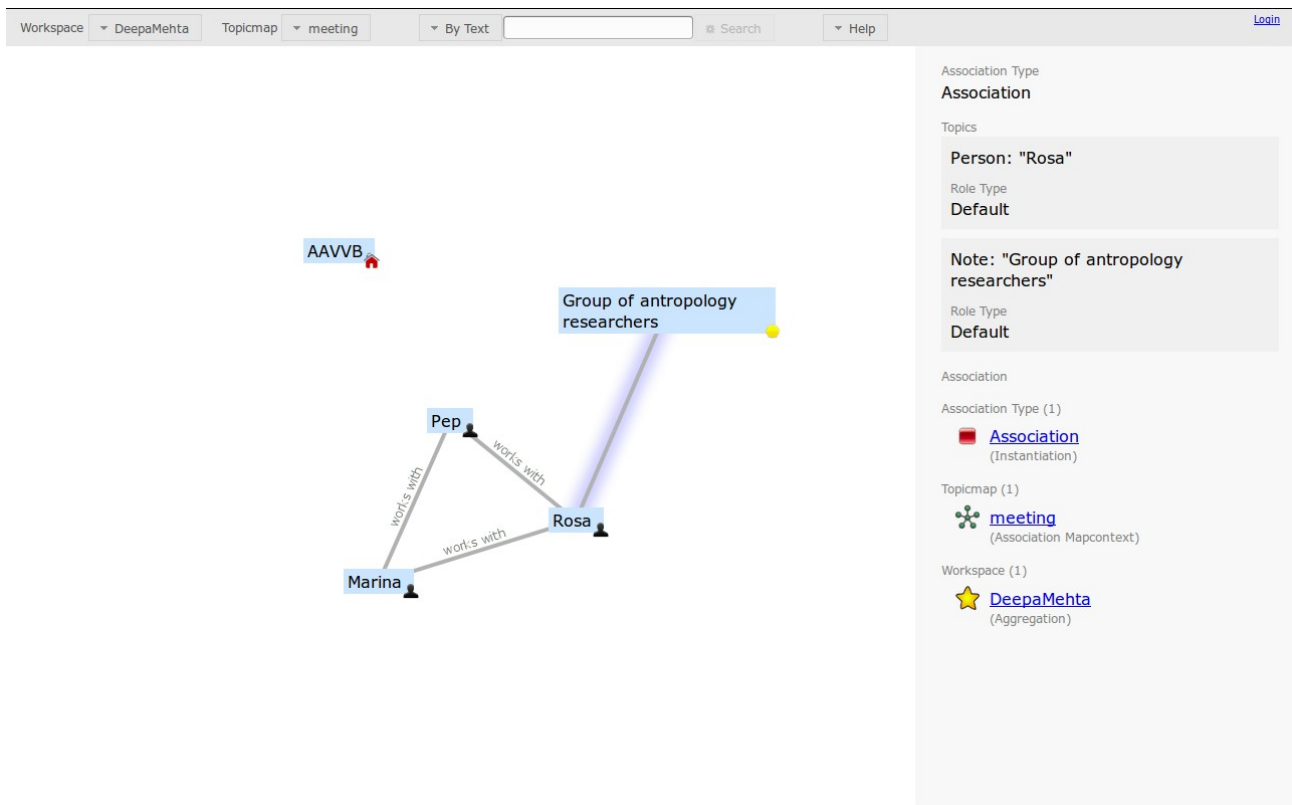 Workspace DeepaMehta Topicmap meeting By Text Search Help Login
Association Type
Association
Topics
Person: "Rosa"
Role Type
Default
Note: "Group of antropology
researchers"
Role Type
Default
Association
Association Type (1)
Association
(Instantiation)
Topicmap (1)
meeting
(Association Mapcontext)
Workspace (1)
DeepaMehta
(Aggregation)
AAVVB
Group of antropology
researchers
Pep
works with
works with
Rosa
works with
Marina